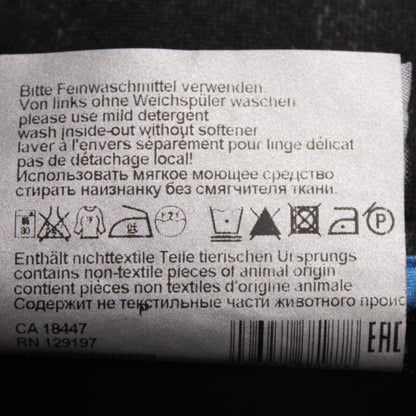 Bitte Feinwaschmittel verwenden.
Von links ohne Weichspüler waschen
please use mild detergent
wash inside-out without softener
laver à l'envers séparément pour linge délicat
pas de détachage local!
Использовать мягкое моющее средство
стирать наизнанку без смягчителя ткани.
P
Enthält nichttextile Teile tierischen Ursprungs
contains non-textile pieces of animal origin
contient pièces non textiles d'origine animale
Содержит не текстильные части животного проис
CA 18447
RN 129197
EAC